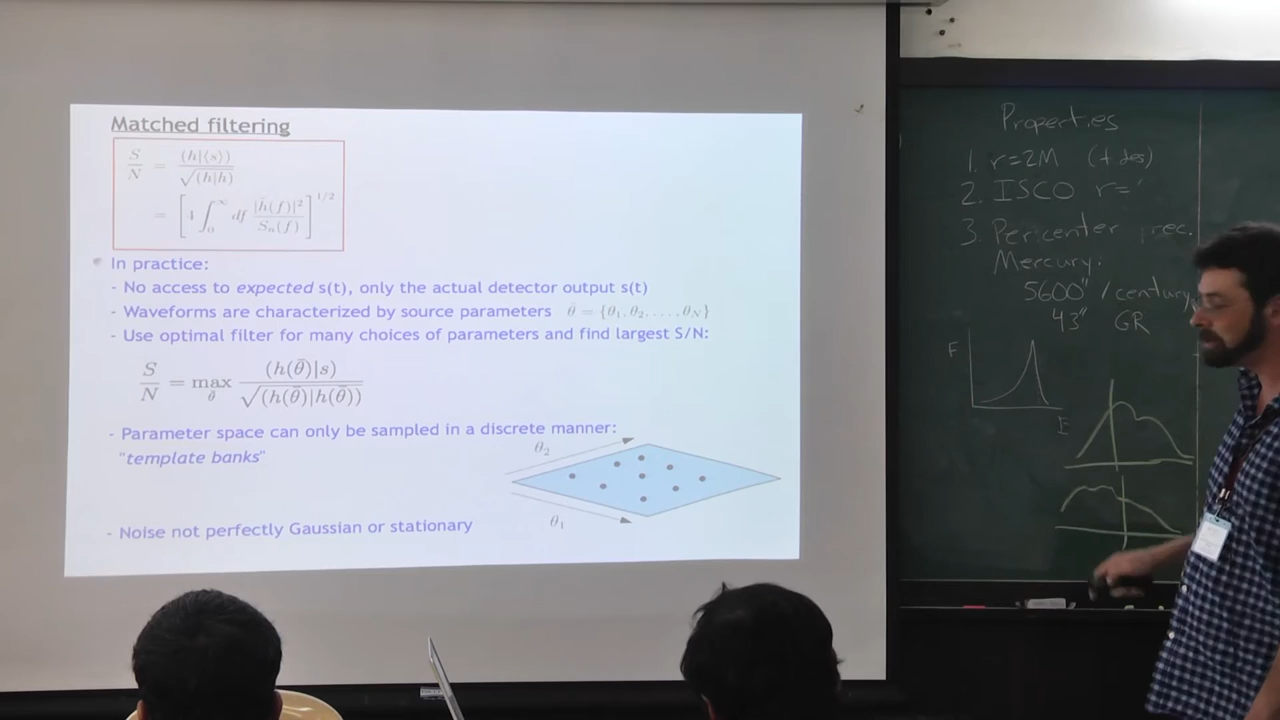 Matched filtering
S/N = (h|⟨s⟩)/√(h|h)
= [4∫₀^∞ df |h̃(f)|²/Sₙ(f)]^1/2
In practice:
- No access to expected s(t), only the actual detector output s(t)
- Waveforms are characterized by source parameters θ̄ = {θ₁, θ₂, ..., θ_N}
- Use optimal filter for many choices of parameters and find largest S/N:
S/N = max_θ̄ (h(θ̄)|s)/√(h(θ̄)|h(θ̄))
- Parameter space can only be sampled in a discrete manner:
"template banks"
θ₂
θ₁
- Noise not perfectly Gaussian or stationary
Properties
1. r=2M
2. ISCO r=
3. Pericenter
Mercury:
5600" /century
43" GR
F
E